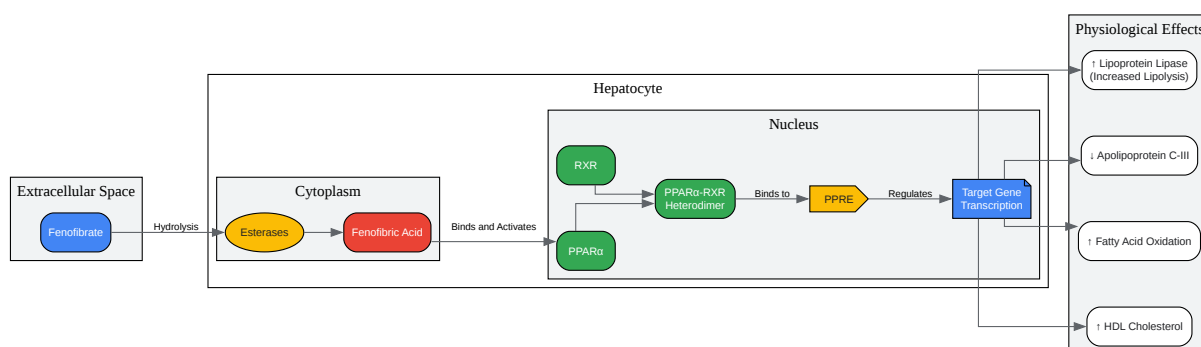 Physiological Effects
↑ Lipoprotein Lipase
(Increased Lipolysis)
Hepatocyte
Nucleus
RXR
↓ Apolipoprotein C-III
Extracellular Space
Cytoplasm
PPARα-RXR
Heterodimer
Binds to
PPRE
Regulates
Target Gene
Transcription
Fenofibrate
Hydrolysis
Esterases
Fenofibric Acid
Binds and Activates
PPARα
↑ Fatty Acid Oxidation
↑ HDL Cholesterol